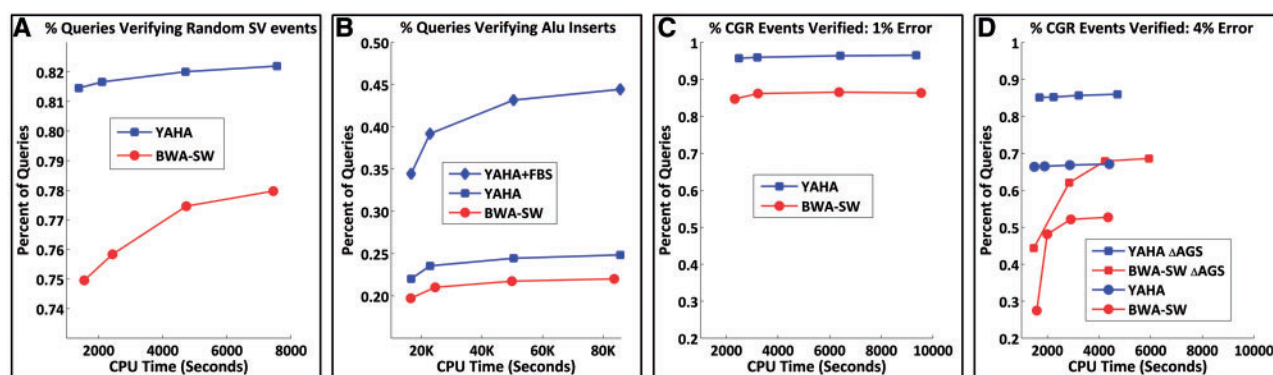 A
% Queries Verifying Random SV events
0.82
0.81
0.80
0.79
0.78
0.77
0.76
0.75
0.74
Percent of Queries
YAHA
BWA-SW
2000 4000 6000 8000
CPU Time (Seconds)
B
% Queries Verifying Alu Inserts
0.50
0.45
0.40
0.35
0.30
0.25
0.20
Percent of Queries
YAHA+FBS
YAHA
BWA-SW
20K 40K 60K 80K
CPU Time (Seconds)
C
% CGR Events Verified: 1% Error
1
0.9
0.8
0.7
0.6
0.5
0.4
0.3
0.2
Percent of Queries
YAHA
BWA-SW
2000 4000 6000 8000 10000
CPU Time (Seconds)
D
% CGR Events Verified: 4% Error
1
0.9
0.8
0.7
0.6
0.5
0.4
0.3
0.2
Percent of Queries
YAHA ΔAGS
BWA-SW ΔAGS
YAHA
BWA-SW
2000 4000 6000 8000 10000
CPU Time (Seconds)